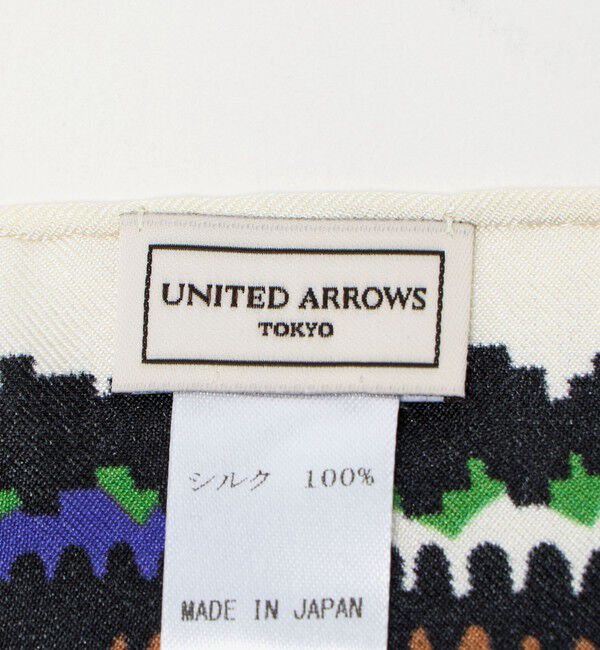 UNITED ARROWS
TOKYO
シルク 100%
MADE IN JAPAN